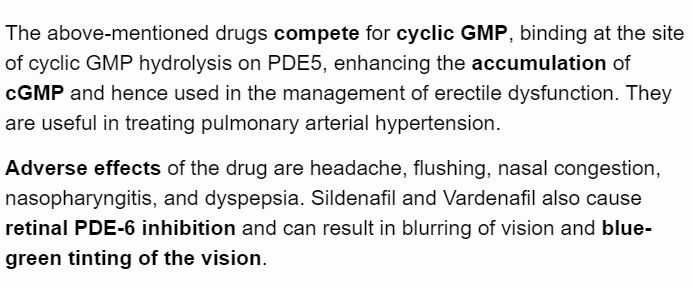 The above-mentioned drugs compete for cyclic GMP, binding at the site
of cyclic GMP hydrolysis on PDE5, enhancing the accumulation of
cGMP and hence used in the management of erectile dysfunction. They
are useful in treating pulmonary arterial hypertension.
Adverse effects of the drug are headache, flushing, nasal congestion,
nasopharyngitis, and dyspepsia. Sildenafil and Vardenafil also cause
retinal PDE-6 inhibition and can result in blurring of vision and blue-
green tinting of the vision.